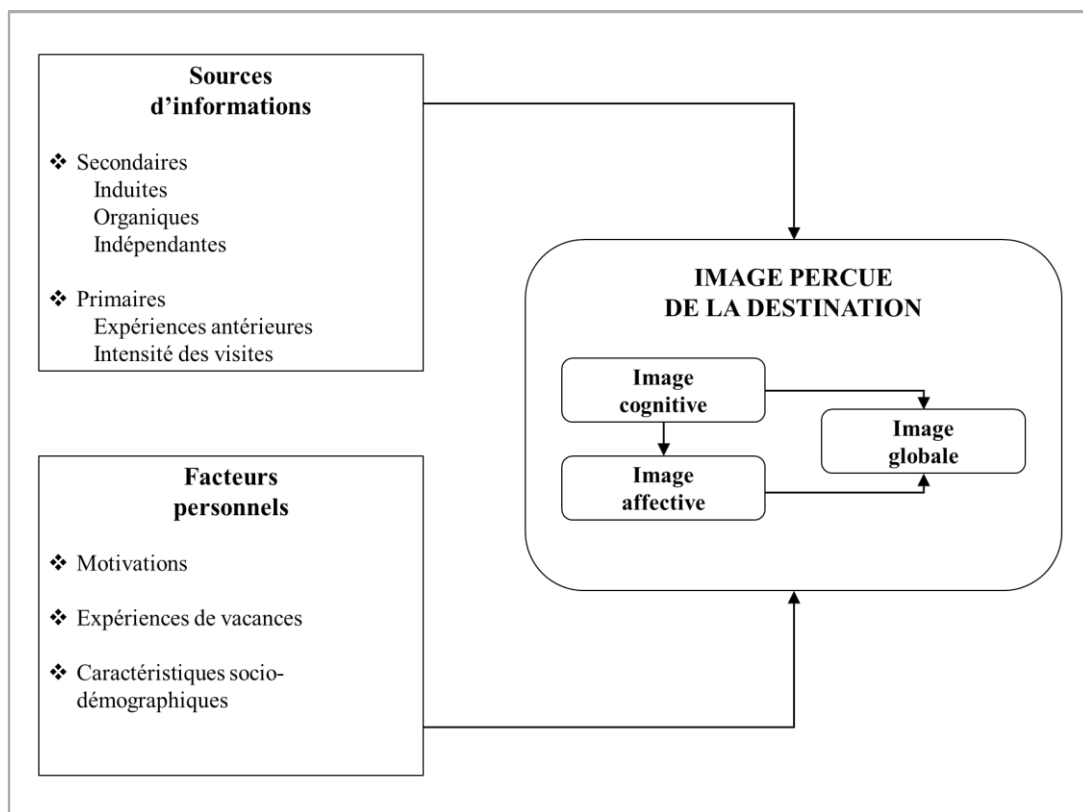 Sources
d’informations
❖ Secondaires
Induites
Organiques
Indépendantes
❖ Primaires
Expériences antérieures
Intensité des visites
Facteurs
personnels
❖ Motivations
❖ Expériences de vacances
❖ Caractéristiques socio-
démographiques
IMAGE PERCUE
DE LA DESTINATION
Image
cognitive
Image
affective
Image
globale